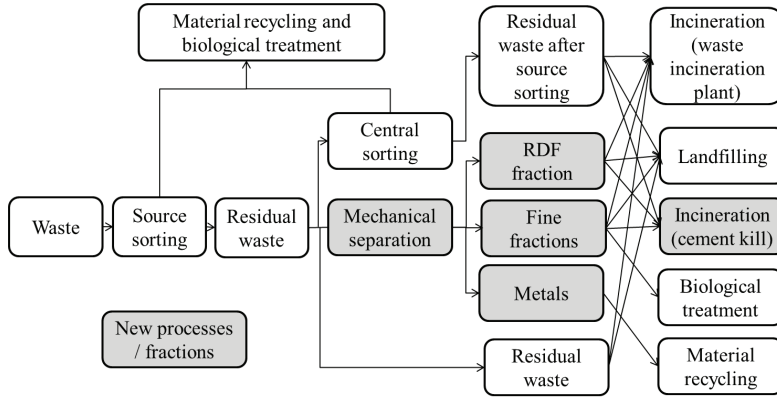 Material recycling and
biological treatment
Residual
waste after
source
sorting
Incineration
(waste
incineration
plant)
Central
sorting
RDF
fraction
Landfilling
Waste
Source
sorting
Residual
waste
Mechanical
separation
Fine
fractions
Incineration
(cement kill)
Metals
Biological
treatment
New processes
/ fractions
Residual
waste
Material
recycling